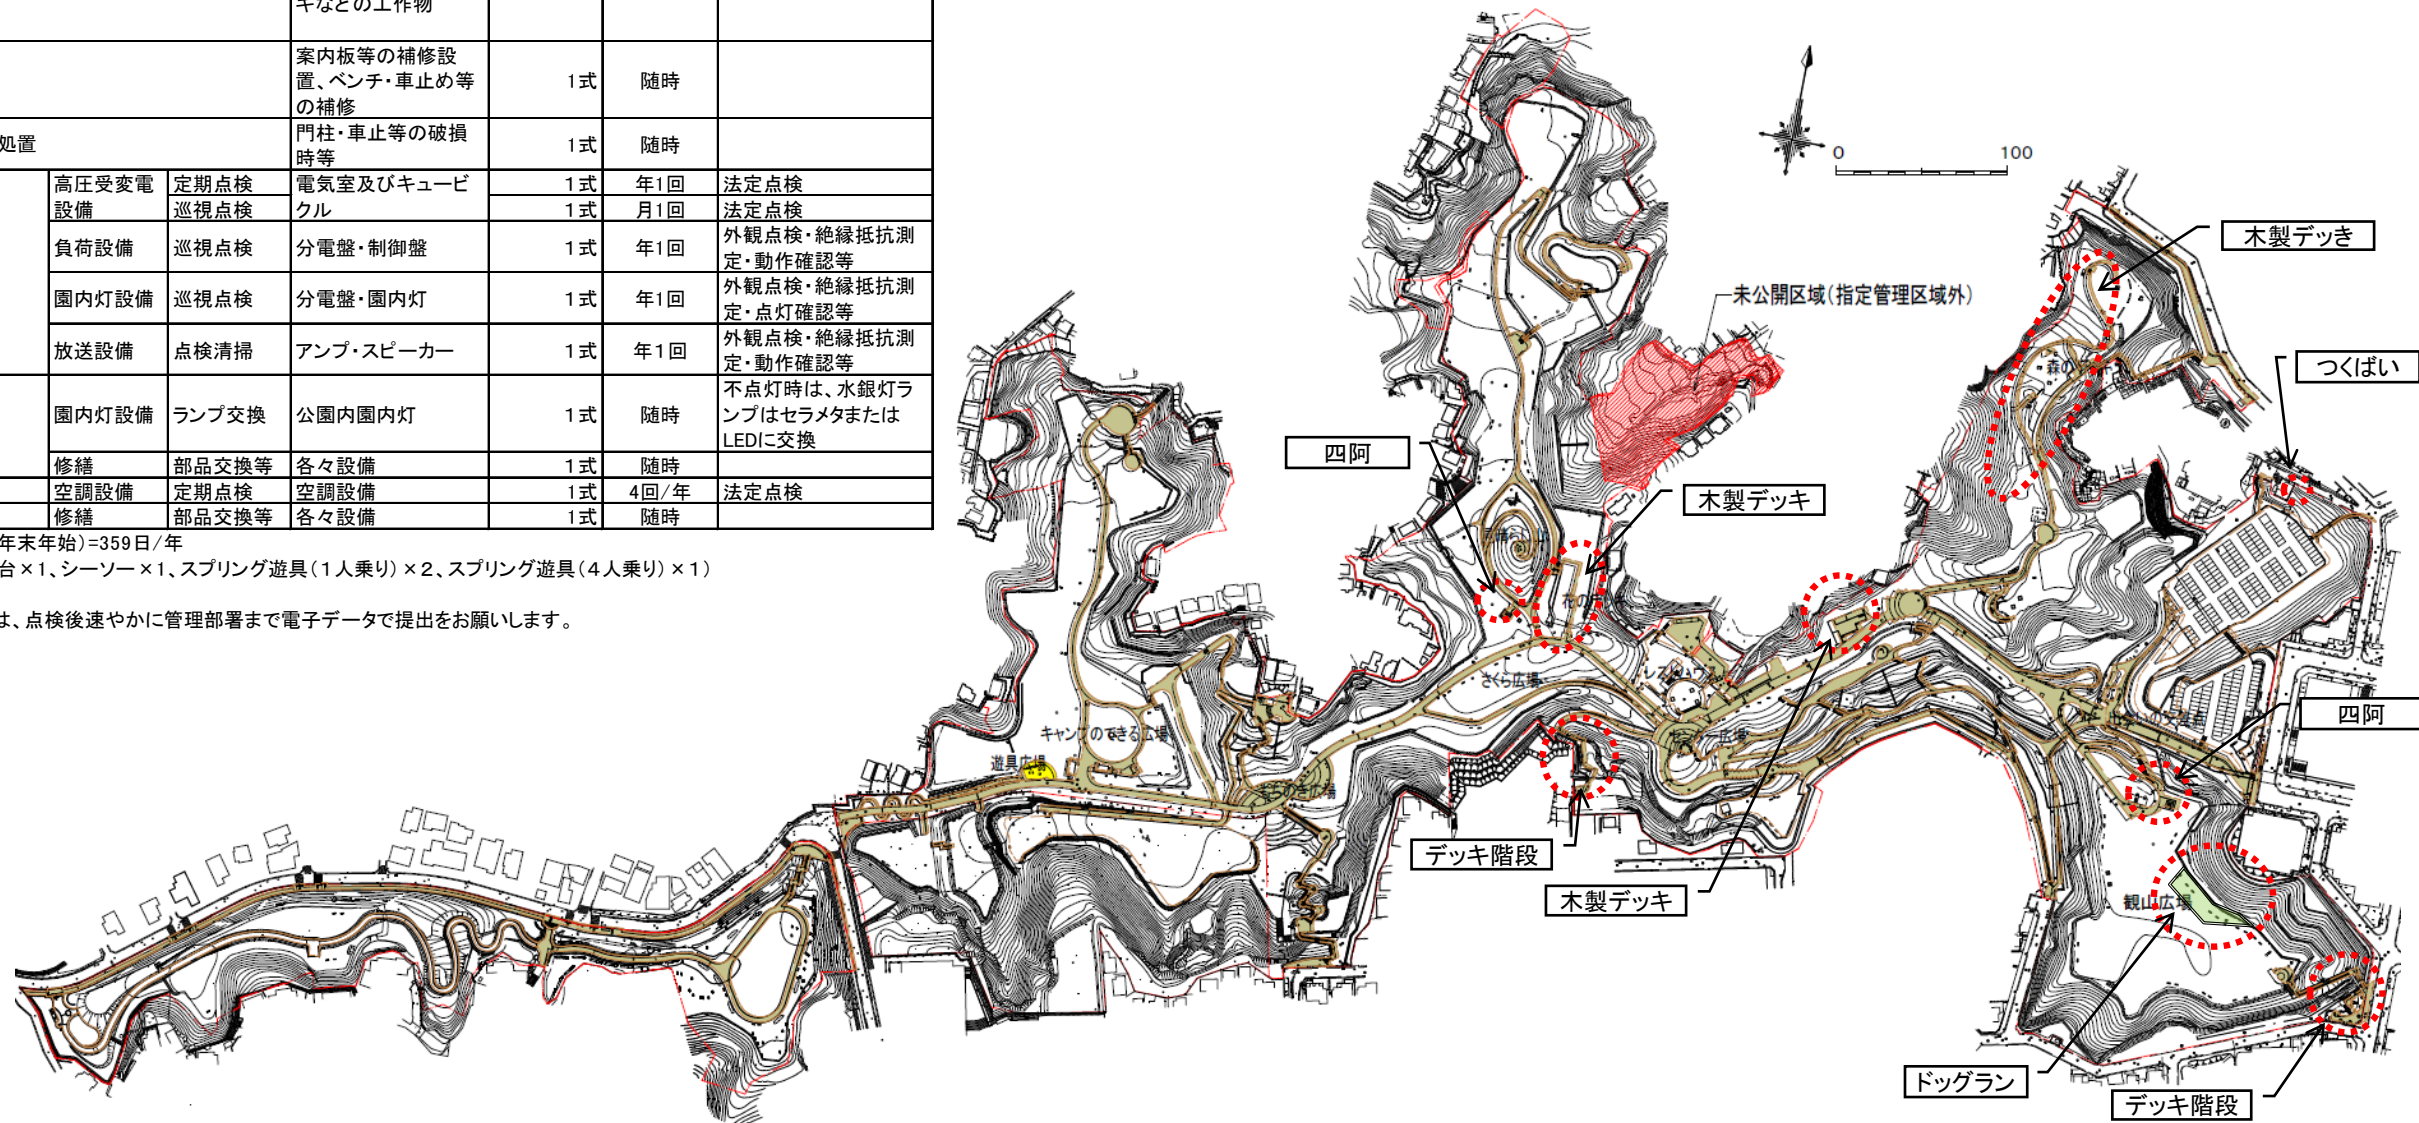 キなどの工作物
案内板等の補修設
置、ベンチ・車止め等
の補修
1式 随時
処置
門柱・車止等の破損
時等
1式 随時
高圧受変電
設備
定期点検 電気室及びキュービ
クル
1式 年1回 法定点検
巡視点検 1式 月1回 法定点検
負荷設備 巡視点検 分電盤・制御盤 1式 年1回 外観点検・絶縁抵抗測
定・動作確認等
園内灯設備 巡視点検 分電盤・園内灯 1式 年1回 外観点検・絶縁抵抗測
定・点灯確認等
放送設備 点検清掃 アンプ・スピーカー 1式 年1回 外観点検・絶縁抵抗測
定・動作確認等
園内灯設備 ランプ交換 公園内園内灯 1式 随時 不点灯時は、水銀灯ラ
ンプはセラメタまたは
LEDに交換
修繕 部品交換等 各々設備 1式 随時
空調設備 定期点検 空調設備 1式 4回/年 法定点検
修繕 部品交換等 各々設備 1式 随時
年末年始)=359日/年
台×1、シーソー×1、スプリング遊具(1人乗り)×2、スプリング遊具(4人乗り)×1)
は、点検後速やかに管理部署まで電子データで提出をお願いします。
0 100
木製デッき
未公開区域(指定管理区域外)
つくばい
四阿
木製デッキ
さくら広場
四阿
キャンプのできる広場
遊具広場
もちのき広場
センター広場
デッキ階段
木製デッキ
観山広場
ドッグラン
デッキ階段